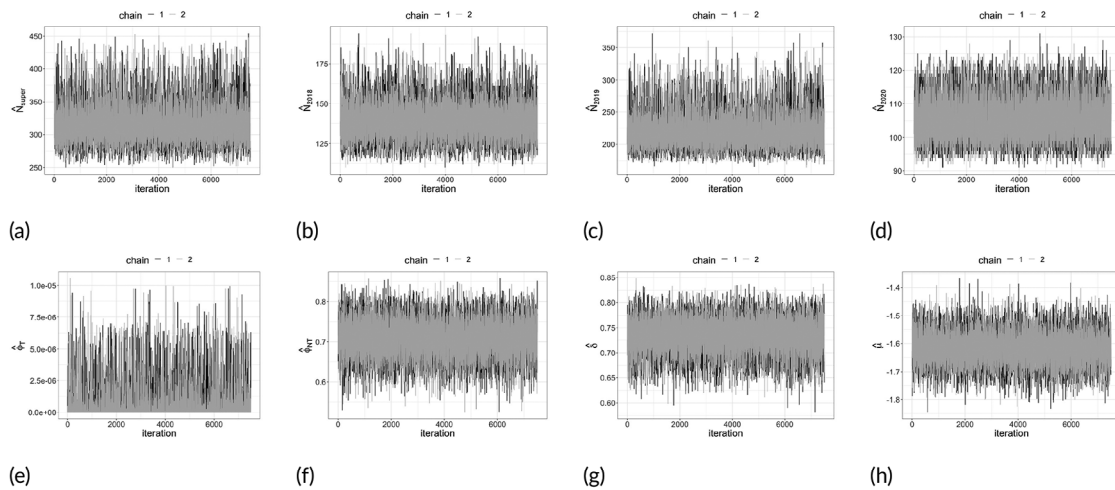 chain 1 2
450
400
350
300
250
N̂super
0 2000 4000 6000
iteration
(a)
chain 1 2
175
150
125
N̂2018
0 2000 4000 6000
iteration
(b)
chain 1 2
350
300
250
200
N̂2019
0 2000 4000 6000
iteration
(c)
chain 1 2
130
120
110
100
90
N̂2020
0 2000 4000 6000
iteration
(d)
chain 1 2
1.0e-05
7.5e-06
5.0e-06
2.5e-06
0.0e+00
ϕ̂T
0 2000 4000 6000
iteration
(e)
chain 1 2
0.8
0.7
0.6
ϕ̂NT
0 2000 4000 6000
iteration
(f)
chain 1 2
0.85
0.80
0.75
0.70
0.65
0.60
δ̂
0 2000 4000 6000
iteration
(g)
chain 1 2
-1.4
-1.5
-1.6
-1.7
-1.8
μ̂
0 2000 4000 6000
iteration
(h)